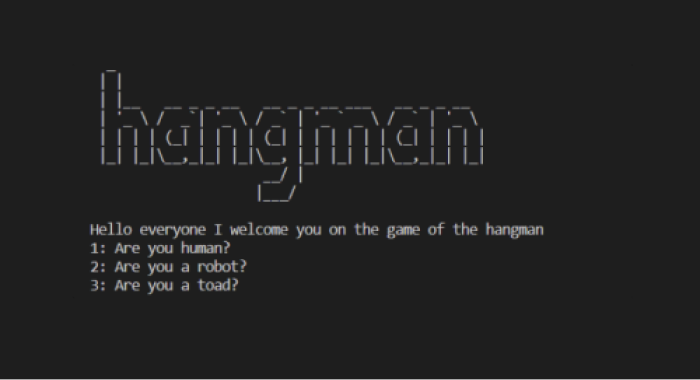 hangman
Hello everyone I welcome you on the game of the hangman
1: Are you human?
2: Are you a robot?
3: Are you a toad?